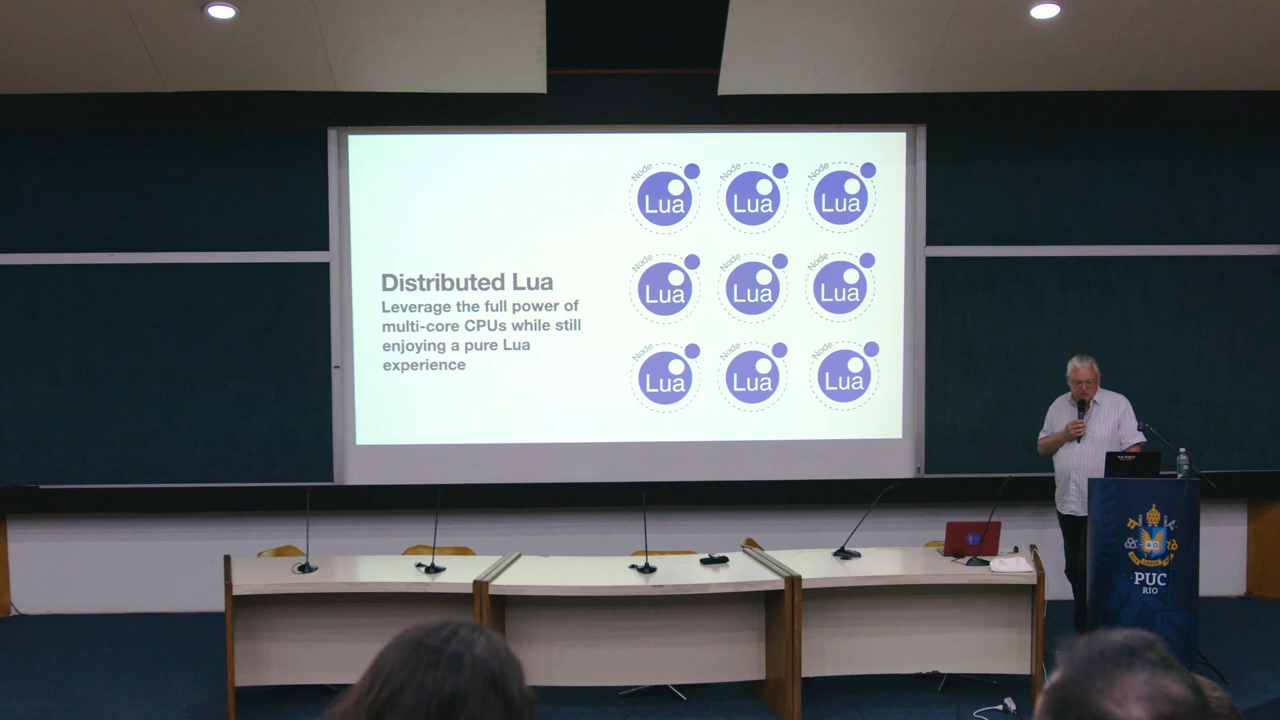 Node
Lua
Node
Lua
Node
Lua
Distributed Lua
Leverage the full power of
multi-core CPUs while still
enjoying a pure Lua
experience
Node
Lua
Node
Lua
Node
Lua
Node
Lua
Node
Lua
Node
Lua
PUC
RIO